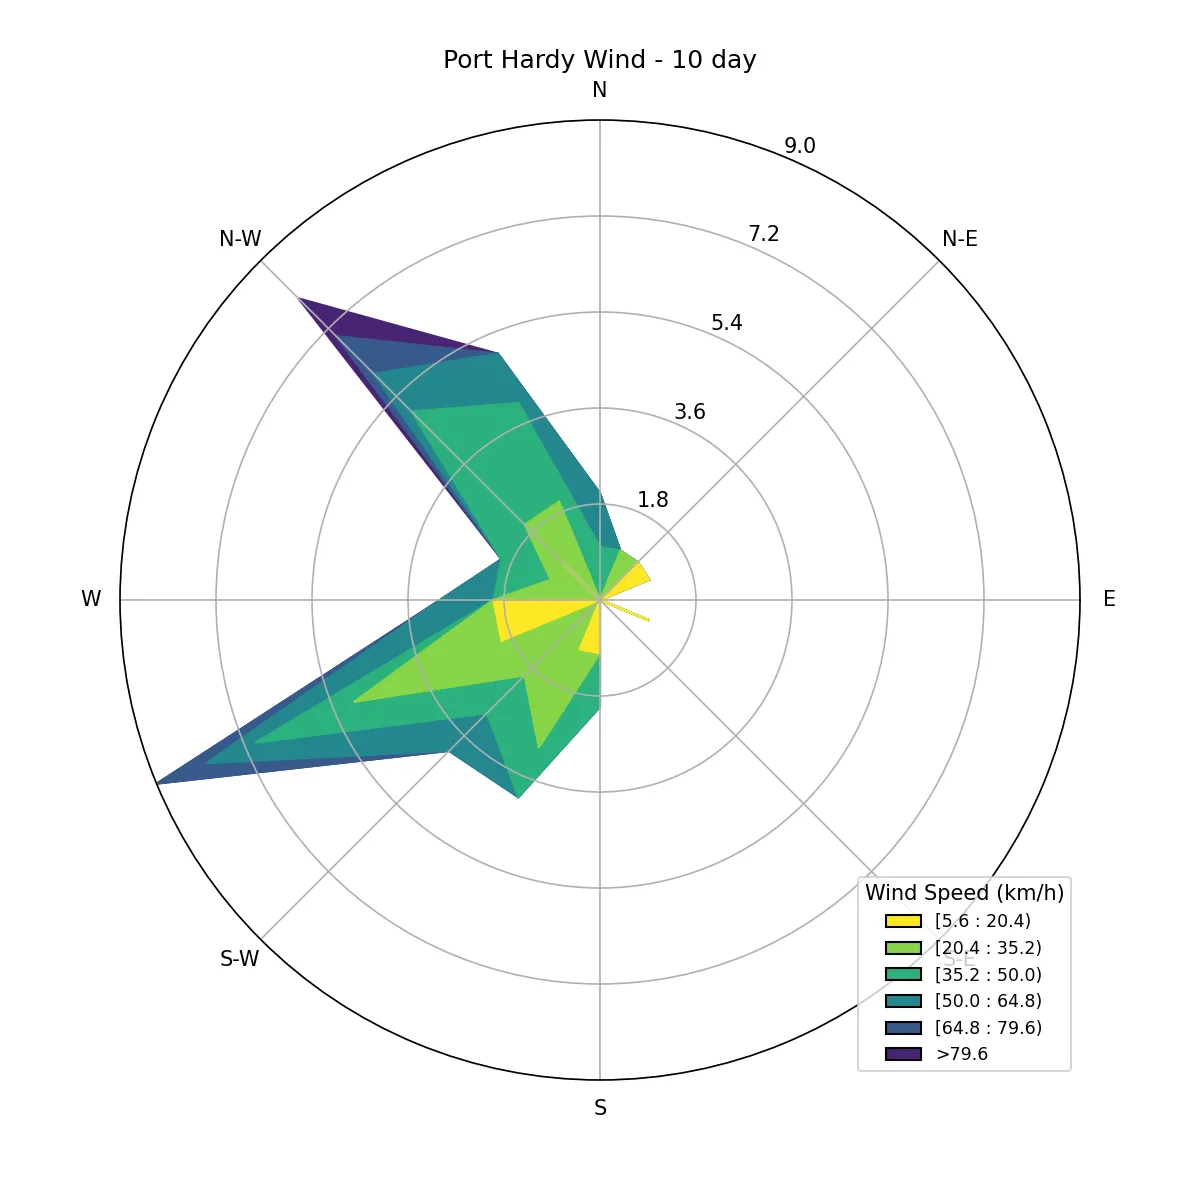 Port Hardy Wind - 10 day
N
9.0
N-W
N-E
7.2
5.4
3.6
1.8
W
E
S-W
S-E
S
Wind Speed (km/h)
[5.6 : 20.4)
[20.4 : 35.2)
[35.2 : 50.0)
[50.0 : 64.8)
[64.8 : 79.6)
>79.6